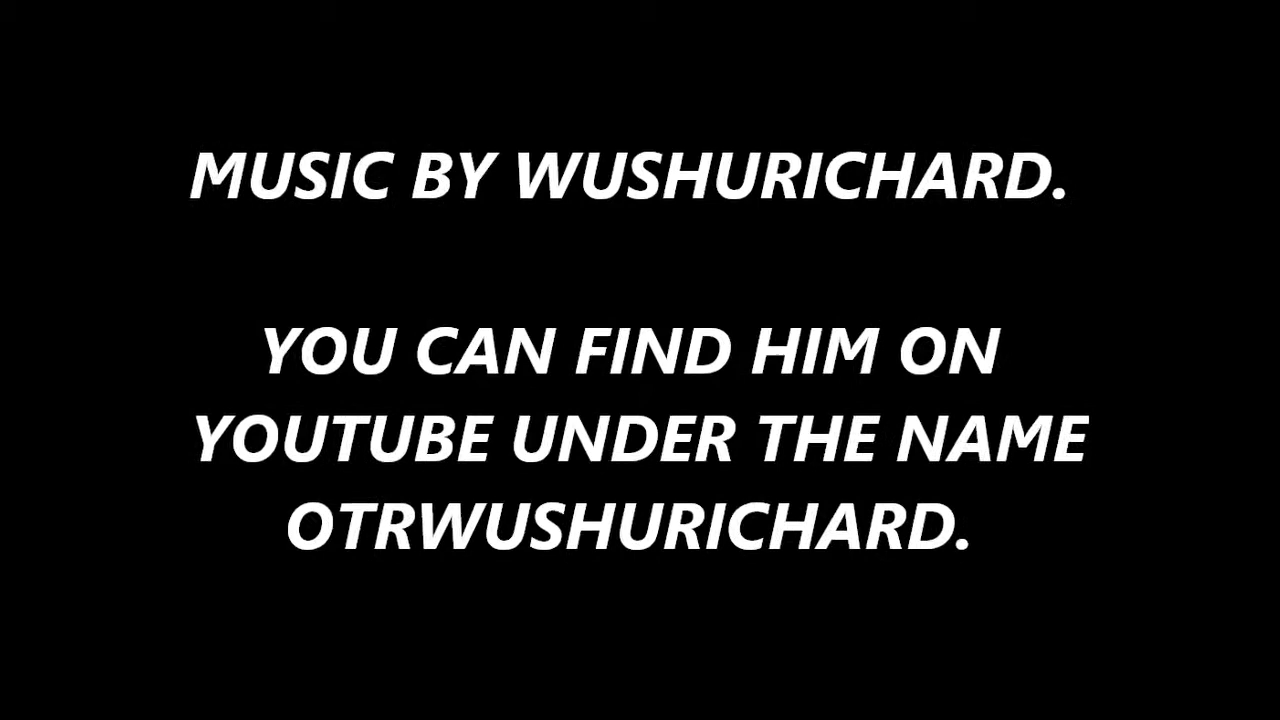 MUSIC BY WUSHURICHARD.
YOU CAN FIND HIM ON
YOUTUBE UNDER THE NAME
OTRWUSHURICHARD.